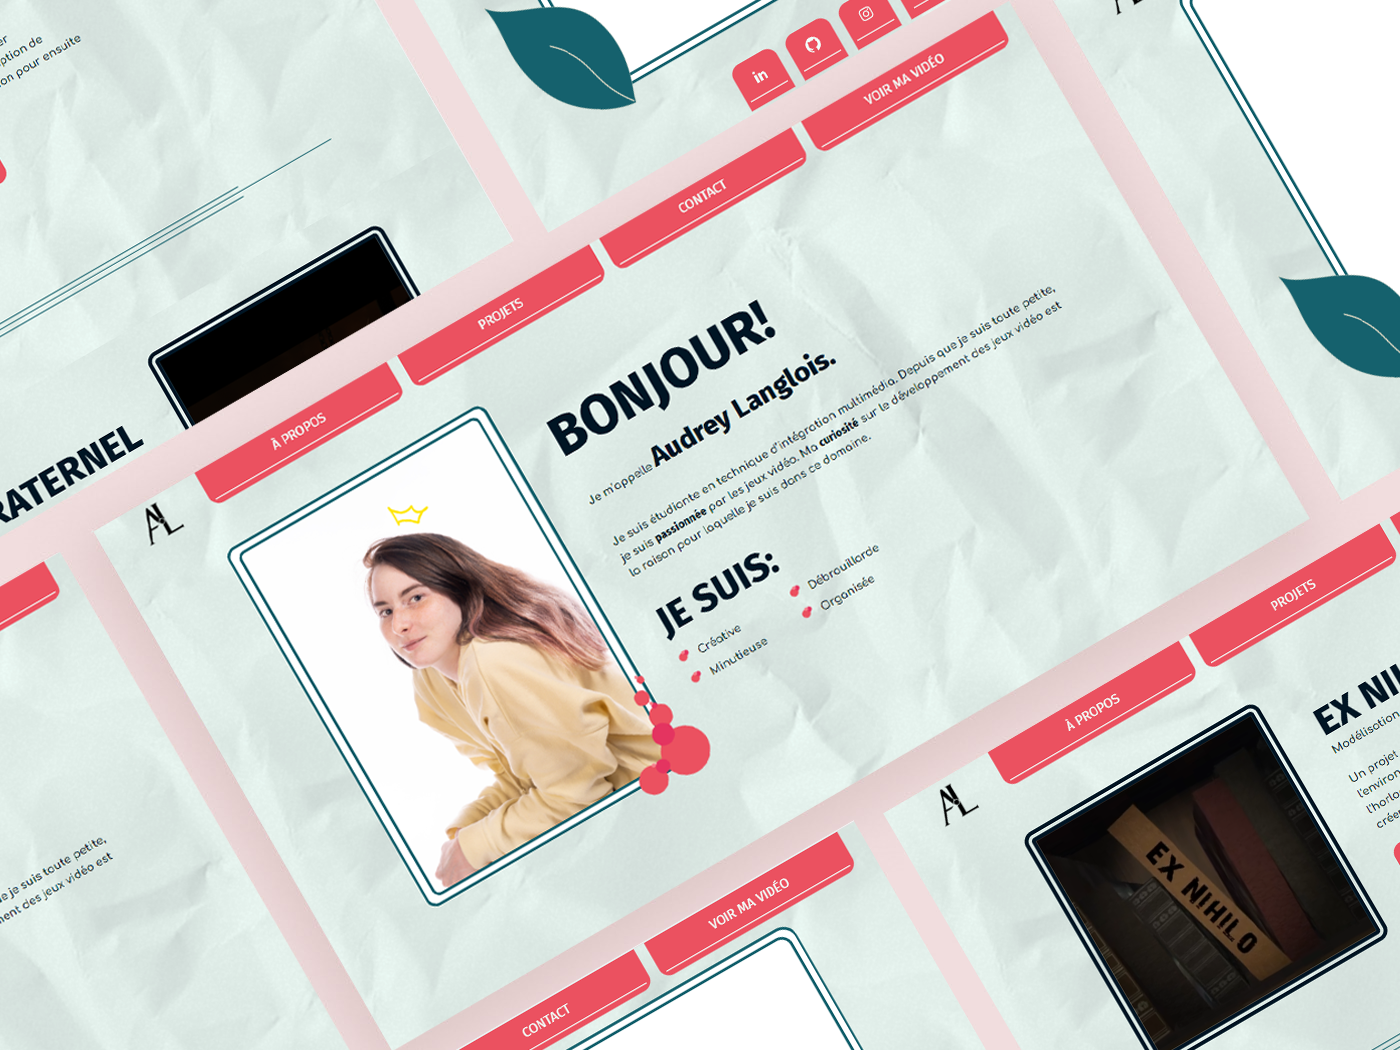 ption de
on pour ensuite
in
VOIR MA VIDÉO
CONTACT
PROJETS
À PROPOS
RATERNEL
AL
BONJOUR!
Je m'appelle Audrey Langlois.
Je suis étudiante en technique d'intégration multimédia. Depuis que je suis toute petite,
je suis passionnée par les jeux vidéo. Ma curiosité sur le développement des jeux vidéo est
la raison pour laquelle je suis dans ce domaine.
JE SUIS:
Créative
Minutieuse
Débrouillarde
Organisée
e je suis toute petite,
ment des jeux vidéo est
VOIR MA VIDÉO
CONTACT
PROJETS
À PROPOS
AL
EX NIHILO
EX NI
Modélisation
Un projet
l'environ
l'horlo
crée